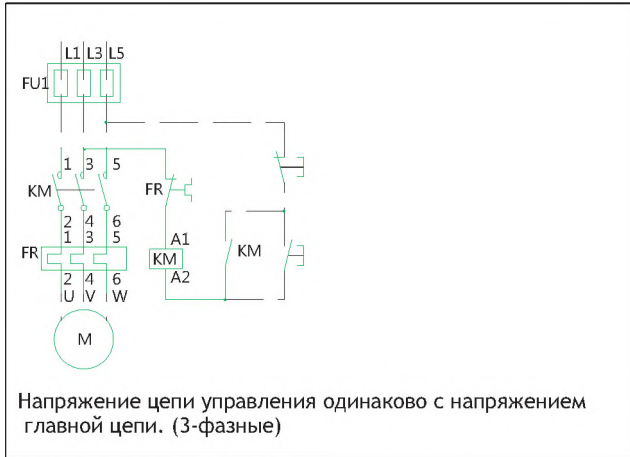 L1 L3 L5
FU1
1 3 5
KM
FR
2 4 6
1 3 5
FR
A1
KM
KM
A2
2 4 6
U V W
M
Напряжение цепи управления одинаково с напряжением
главной цепи. (3-фазные)